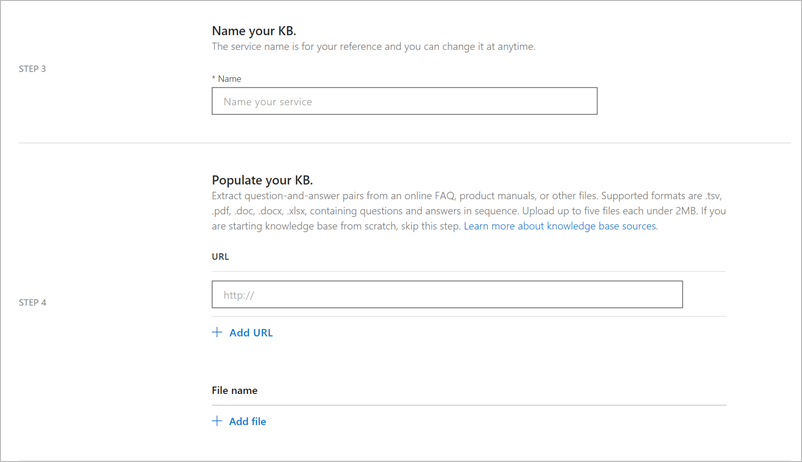 Name your KB.
The service name is for your reference and you can change it at anytime.
STEP 3
* Name
Name your service
Populate your KB.
Extract question-and-answer pairs from an online FAQ, product manuals, or other files. Supported formats are .tsv,
.pdf, .doc, .docx, .xlsx, containing questions and answers in sequence. Upload up to five files each under 2MB. If you
are starting knowledge base from scratch, skip this step. Learn more about knowledge base sources.
URL
http://
STEP 4
+ Add URL
File name
+ Add file